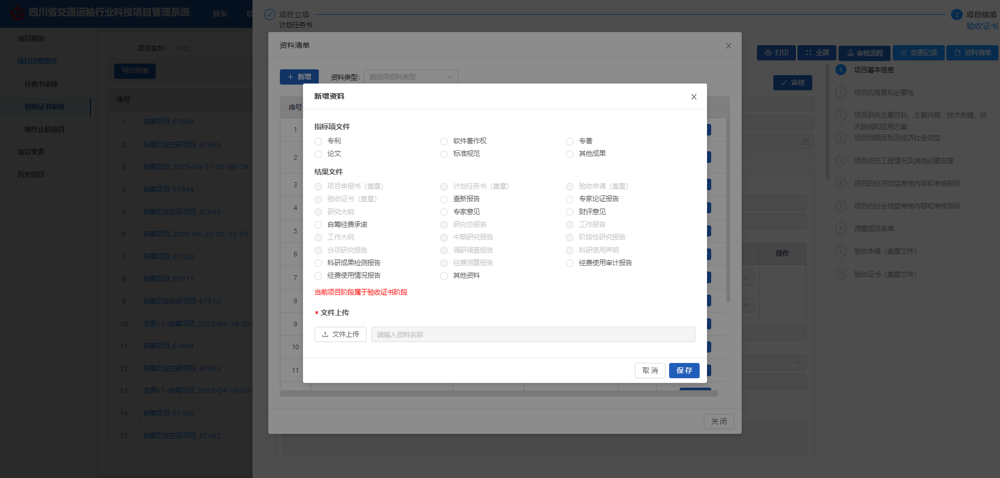 四川省交通运输行业科技项目管理系统
首页
项目立项
计划任务书
2
项目结项
验收证书
项目查询
项目过程管控
任务书审核
验收证书审核
被终止的项目
项目变更
历史项目
项目名称:
请输入
导出列表
序号
1 自筹项目_67564
2 自筹历史在研项目_67563
3 自筹项目_2025-04-21-02-08-24
4 自筹项目_67544
5 自筹历史在研项目_67543
6 自筹项目_2025-04-20-02-32-58
7 自筹项目_67520
8 自筹项目_67511
9 自筹历史在研项目_67510
10 变更V1-自筹项目_2025-04-18-02-
11 自筹项目_67494
12 自筹历史在研项目_67493
13 变更V1-自筹项目_2025-04-16-02-
14 自筹项目_67483
15 自筹历史在研项目_67482
资料清单
新增
资料类型:
请选择资料类型
序号
1
2
3
4
5
6
7
8
9
10
11
关闭
新增资料
指标项文件
专利 软件著作权 专著
论文 标准规范 其他成果
结果文件
项目申报书（盖章） 计划任务书（盖章） 验收申请（盖章）
验收证书（盖章） 查新报告 专家论证报告
研究大纲 专家意见 财评意见
自筹经费承诺 研究总报告 工作报告
工作大纲 中期研究报告 阶段性研究报告
分项研究报告 调研调查报告 科研信用声明
科研成果检测报告 经费测算报告 经费使用审计报告
经费使用情况报告 其他资料
当前项目阶段属于验收证书阶段
* 文件上传
文件上传
请输入资料名称
取消
保存
打印
全屏
审核流程
变更记录
资料清单
审核
操作
1 项目基本信息
2 项目的背景和必要性
3 项目研究主要目标、主要内容、技术关键、技
术路线和应用方案
4 项目预期目标及经济社会效益
5 项目依托工程情况及其他必要支撑
6 项目的经济效益考核内容和考核指标
7 项目的社会效益考核内容和考核指标
8 课题成员名单
9 验收申请（盖章文件）
10 验收证书（盖章文件）